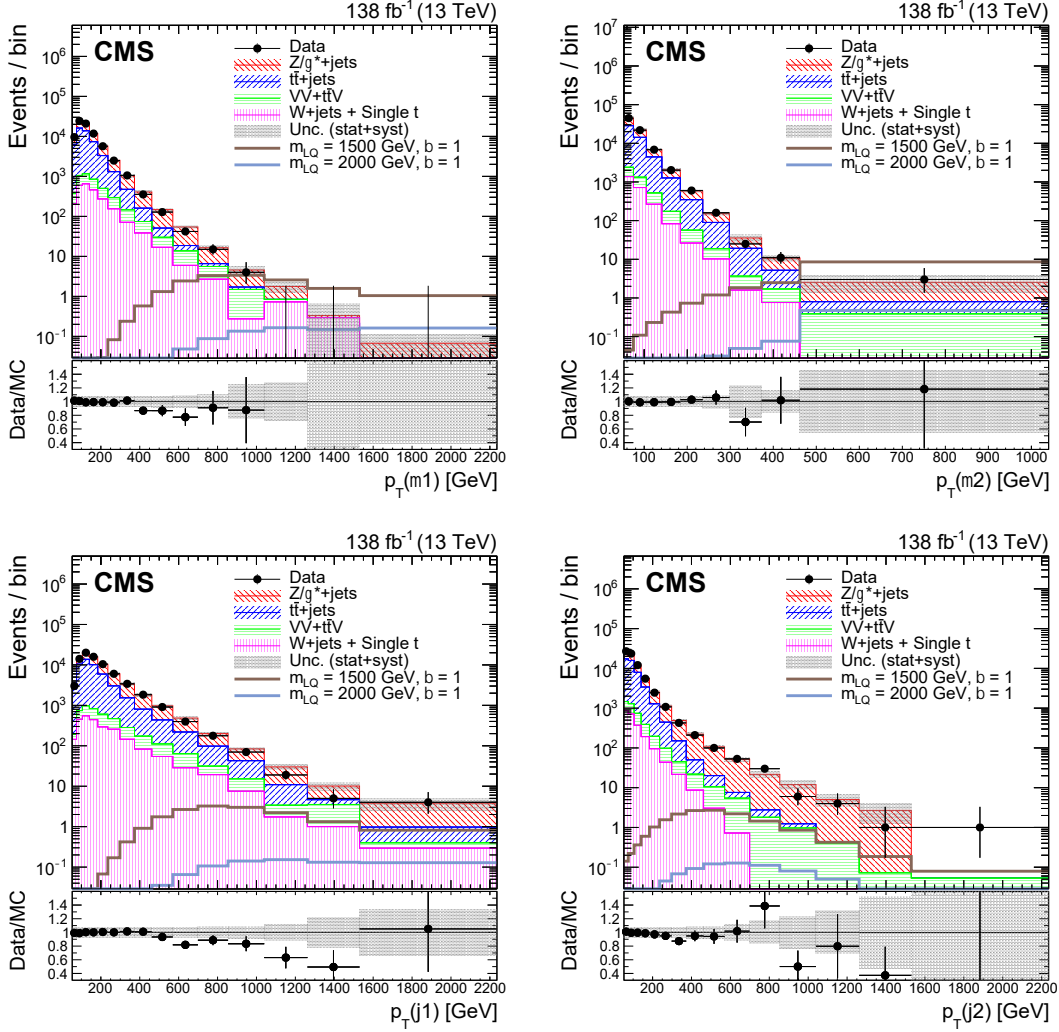 138 fb⁻¹ (13 TeV)
CMS
Events / bin
10⁶
10⁵
10⁴
10³
10²
10
1
10⁻¹
Data
Z/g*+jets
tt̄+jets
VV+tt̄V
W+jets + Single t
Unc. (stat+syst)
m_LQ = 1500 GeV, b = 1
m_LQ = 2000 GeV, b = 1
Data/MC
1.4
1.2
1
0.8
0.6
0.4
200 400 600 800 1000 1200 1400 1600 1800 2000 2200
p_T(m1) [GeV]
138 fb⁻¹ (13 TeV)
CMS
Events / bin
10⁷
10⁶
10⁵
10⁴
10³
10²
10
1
10⁻¹
Data
Z/g*+jets
tt̄+jets
VV+tt̄V
W+jets + Single t
Unc. (stat+syst)
m_LQ = 1500 GeV, b = 1
m_LQ = 2000 GeV, b = 1
Data/MC
1.4
1.2
1
0.8
0.6
0.4
100 200 300 400 500 600 700 800 900 1000
p_T(m2) [GeV]
138 fb⁻¹ (13 TeV)
CMS
Events / bin
10⁶
10⁵
10⁴
10³
10²
10
1
10⁻¹
Data
Z/g*+jets
tt̄+jets
VV+tt̄V
W+jets + Single t
Unc. (stat+syst)
m_LQ = 1500 GeV, b = 1
m_LQ = 2000 GeV, b = 1
Data/MC
1.4
1.2
1
0.8
0.6
0.4
200 400 600 800 1000 1200 1400 1600 1800 2000 2200
p_T(j1) [GeV]
138 fb⁻¹ (13 TeV)
CMS
Events / bin
10⁶
10⁵
10⁴
10³
10²
10
1
10⁻¹
Data
Z/g*+jets
tt̄+jets
VV+tt̄V
W+jets + Single t
Unc. (stat+syst)
m_LQ = 1500 GeV, b = 1
m_LQ = 2000 GeV, b = 1
Data/MC
1.4
1.2
1
0.8
0.6
0.4
200 400 600 800 1000 1200 1400 1600 1800 2000 2200
p_T(j2) [GeV]